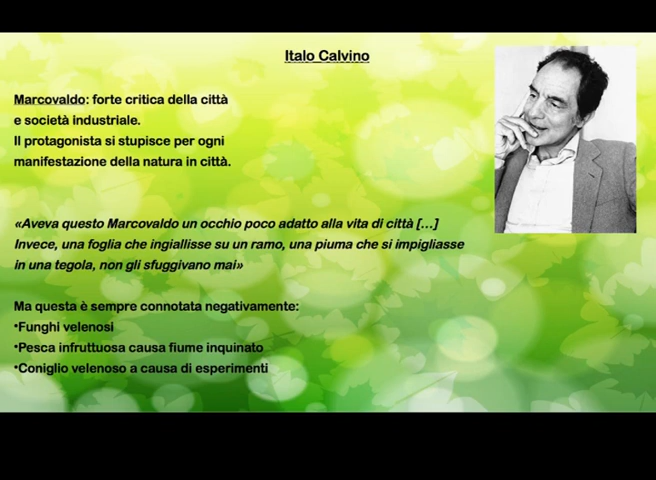 Italo Calvino
Marcovaldo: forte critica della città
e società industriale.
Il protagonista si stupisce per ogni
manifestazione della natura in città.
«Aveva questo Marcovaldo un occhio poco adatto alla vita di città [...]
Invece, una foglia che ingiallisse su un ramo, una piuma che si impigliasse
in una tegola, non gli sfuggivano mai»
Ma questa è sempre connotata negativamente:
•Funghi velenosi
•Pesca infruttuosa causa fiume inquinato
•Coniglio velenoso a causa di esperimenti